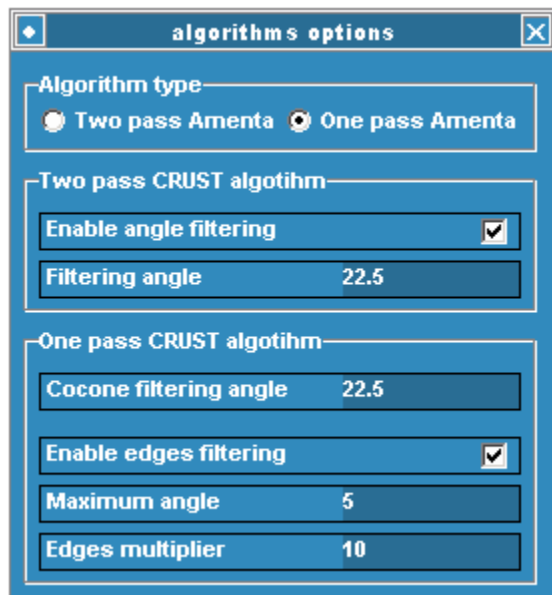 algorithms options
Algorithm type
Two pass Amenta One pass Amenta
Two pass CRUST algotihm
Enable angle filtering
Filtering angle 22.5
One pass CRUST algotihm
Cocone filtering angle 22.5
Enable edges filtering
Maximum angle 5
Edges multiplier 10